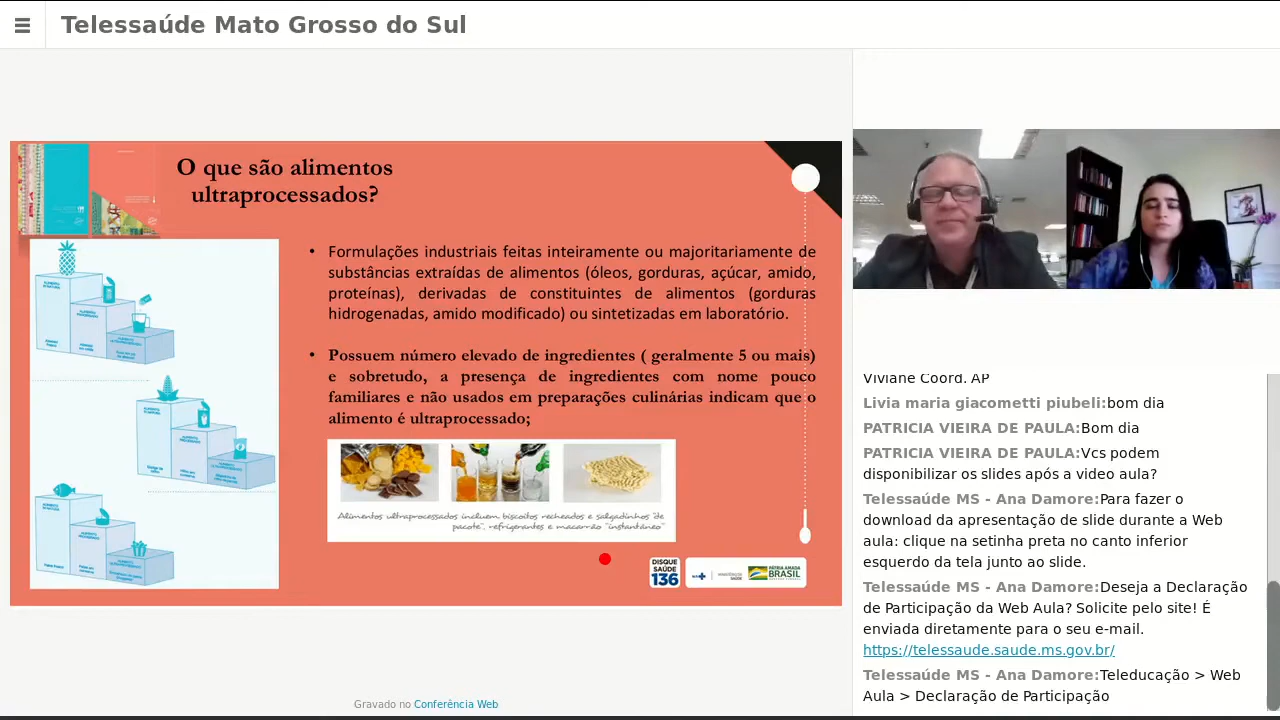 Telessaúde Mato Grosso do Sul
O que são alimentos
ultraprocessados?
• Formulações industriais feitas inteiramente ou majoritariamente de
substâncias extraídas de alimentos (óleos, gorduras, açúcar, amido,
proteínas), derivadas de constituintes de alimentos (gorduras
hidrogenadas, amido modificado) ou sintetizadas em laboratório.
• Possuem número elevado de ingredientes ( geralmente 5 ou mais)
e sobretudo, a presença de ingredientes com nome pouco
familiares e não usados em preparações culinárias indicam que o
alimento é ultraprocessado;
Alimentos ultraprocessados incluem biscoitos recheados e salgadinhos "de
pacote", refrigerantes e macarrão "instantâneo"
DISQUE
SAÚDE
136
PÁTRIA AMADA
BRASIL
Gravado no Conferência Web
Viviane Coord. AP
Livia maria giacometti piubeli:bom dia
PATRICIA VIEIRA DE PAULA:Bom dia
PATRICIA VIEIRA DE PAULA:Vcs podem
disponibilizar os slides após a video aula?
Telessaúde MS - Ana Damore:Para fazer o
download da apresentação de slide durante a Web
aula: clique na setinha preta no canto inferior
esquerdo da tela junto ao slide.
Telessaúde MS - Ana Damore:Deseja a Declaração
de Participação da Web Aula? Solicite pelo site! É
enviada diretamente para o seu e-mail.
https://telessaude.saude.ms.gov.br/
Telessaúde MS - Ana Damore:Teleducação > Web
Aula > Declaração de Participação